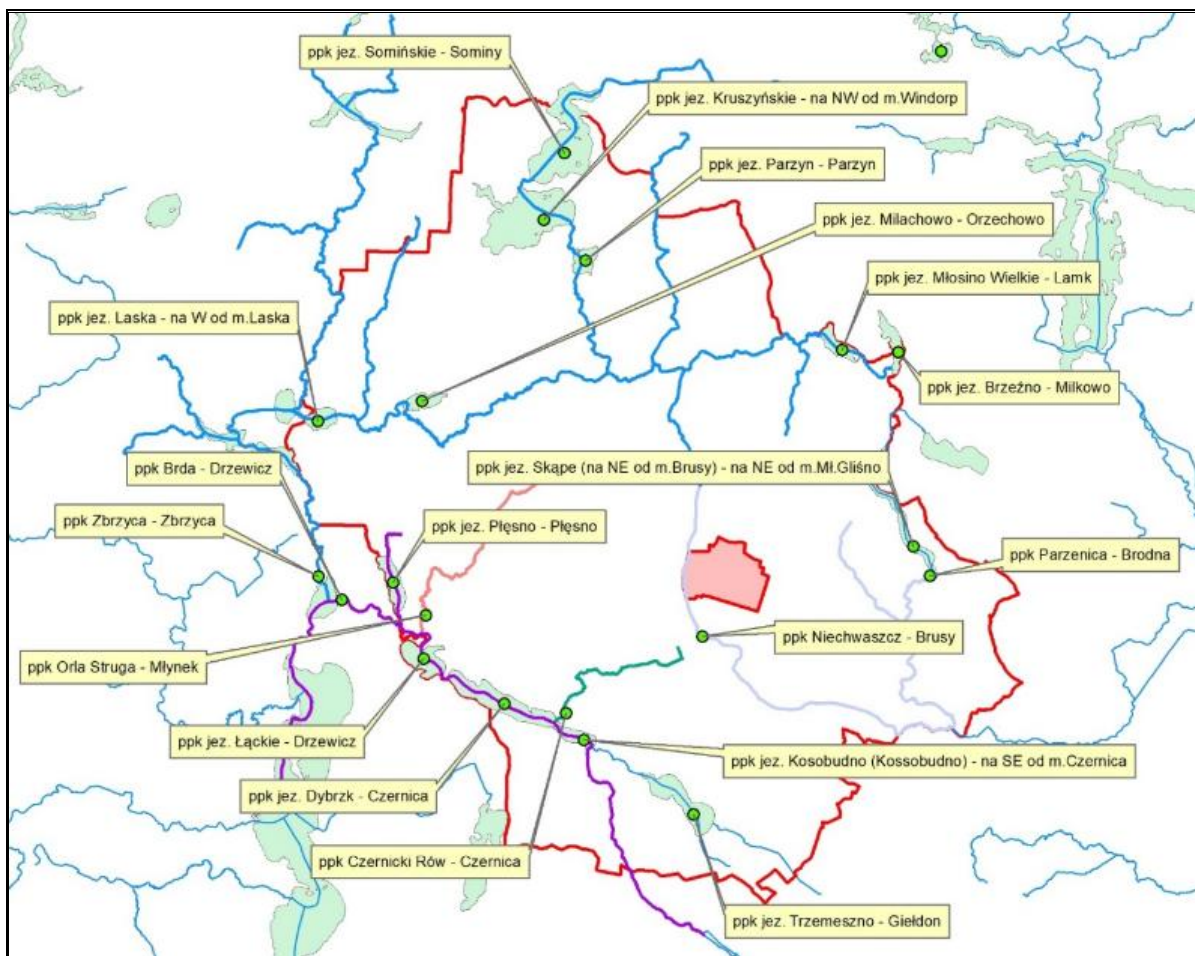 ppk jez. Somińskie - Sominy
ppk jez. Kruszyńskie - na NW od m.Windorp
ppk jez. Parzyn - Parzyn
ppk jez. Milachowo - Orzechowo
ppk jez. Młosino Wielkie - Lamk
ppk jez. Laska - na W od m.Laska
ppk jez. Brzeźno - Milkowo
ppk Brda - Drzewicz
ppk jez. Skąpe (na NE od m.Brusy) - na NE od m.Mł.Gliśno
ppk Zbrzyca - Zbrzyca
ppk jez. Płęsno - Płęsno
ppk Parzenica - Brodna
ppk Niechwaszcz - Brusy
ppk Orla Struga - Młynek
ppk jez. Łąckie - Drzewicz
ppk jez. Kosobudno (Kossobudno) - na SE od m.Czernica
ppk jez. Dybrzk - Czernica
ppk Czernicki Rów - Czernica
ppk jez. Trzemeszno - Giełdon